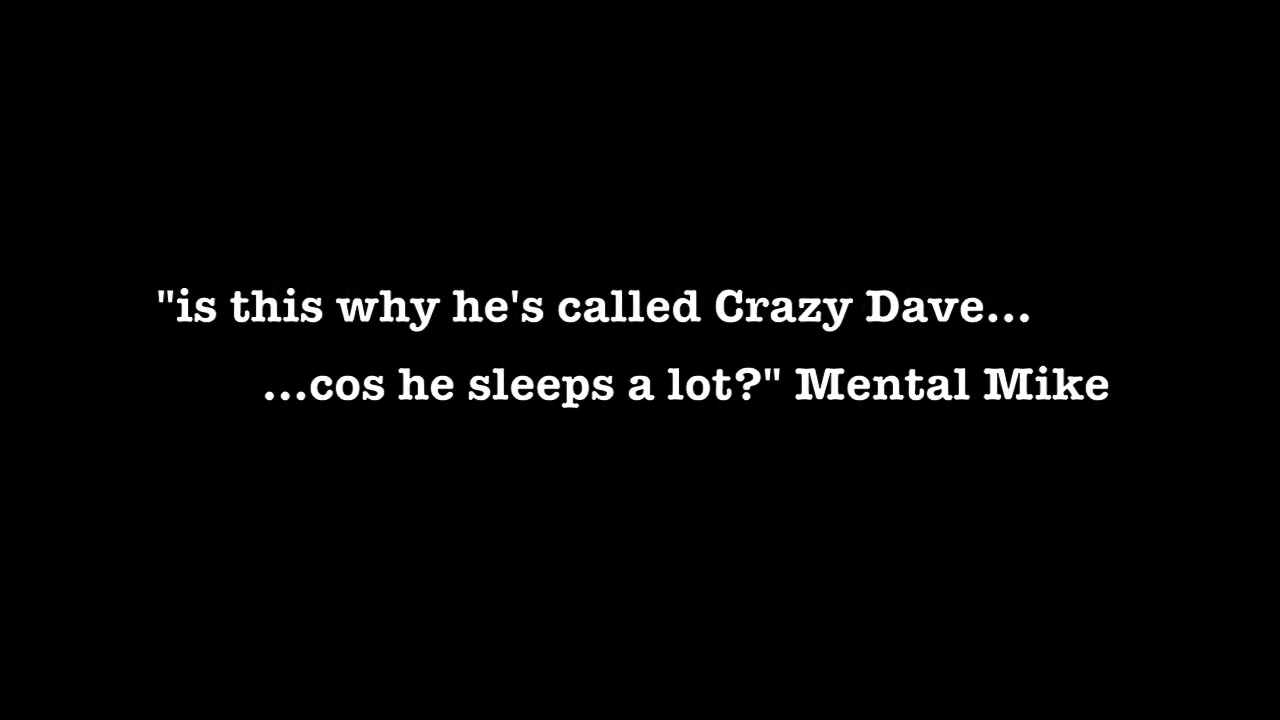 "is this why he's called Crazy Dave...
...cos he sleeps a lot?" Mental Mike